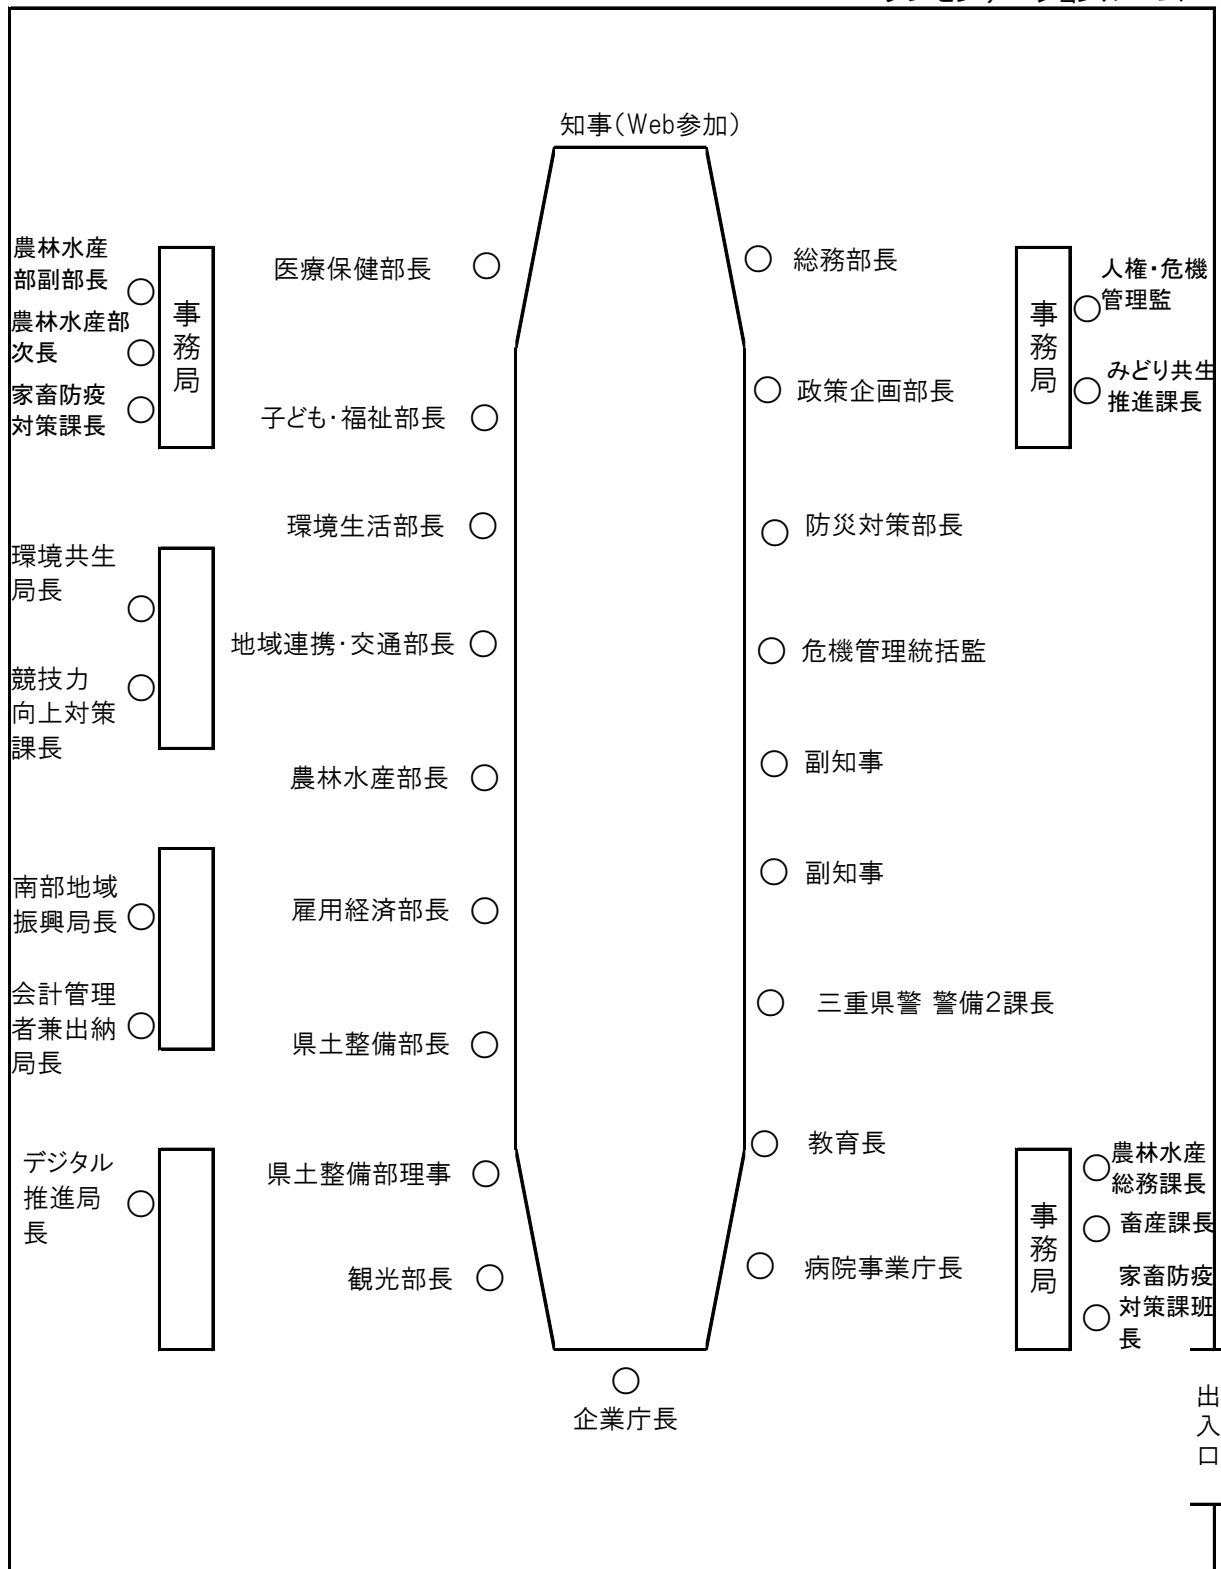 知事(Web参加)
農林水産
部副部長
農林水産部
次長
家畜防疫
対策課長
事務局
医療保健部長
総務部長
事務局
人権・危機
管理監
みどり共生
推進課長
子ども・福祉部長
政策企画部長
環境生活部長
防災対策部長
環境共生
局長
地域連携・交通部長
危機管理統括監
競技力
向上対策
課長
農林水産部長
副知事
南部地域
振興局長
雇用経済部長
副知事
会計管理
者兼出納
局長
県土整備部長
三重県警 警備2課長
デジタル
推進局
長
県土整備部理事
教育長
事務局
農林水産
総務課長
畜産課長
家畜防疫
対策課班
長
観光部長
病院事業庁長
企業庁長
出入口